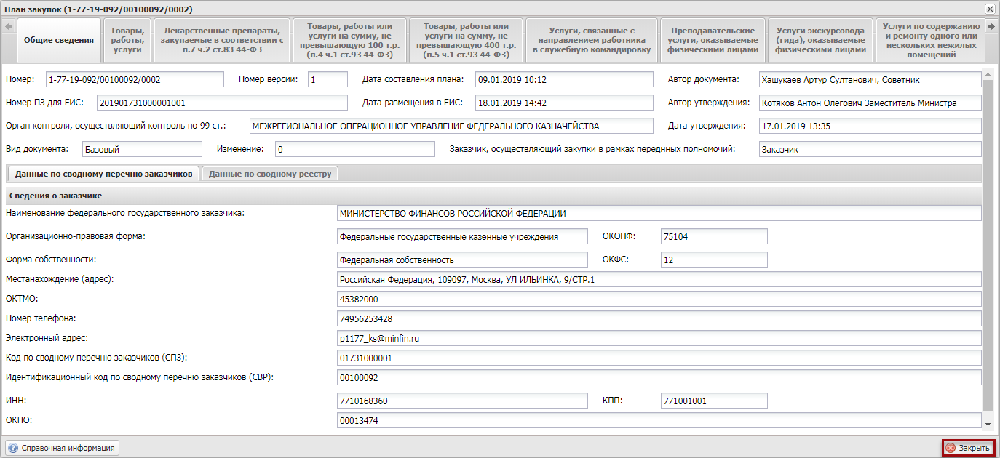 План закупок (1-77-19-092/00100092/0002)
Общие сведения
Товары,
работы,
услуги
Лекарственные препараты,
закупаемые в соответствии с
п.7 ч.2 ст.83 44-ФЗ
Товары, работы или
услуги на сумму, не
превышающую 100 т.р.
(п.4 ч.1 ст.93 44-ФЗ)
Товары, работы или
услуги на сумму, не
превышающую 400 т.р.
(п.5 ч.1 ст.93 44-ФЗ)
Услуги, связанные с
направлением работника
в служебную командировку
Преподавательские
услуги, оказываемые
физическими лицами
Услуги экскурсовода
(гида), оказываемые
физическими лицами
Услуги по содержанию
и ремонту одного или
нескольких нежилых
помещений
Номер: 1-77-19-092/00100092/0002 Номер версии: 1 Дата составления плана: 09.01.2019 10:12 Автор документа: Хашукаев Артур Султанович, Советник
Номер ПЗ для ЕИС: 201901731000001001 Дата размещения в ЕИС: 18.01.2019 14:42 Автор утверждения: Котяков Антон Олегович Заместитель Министра
Орган контроля, осуществляющий контроль по 99 ст.: МЕЖРЕГИОНАЛЬНОЕ ОПЕРАЦИОННОЕ УПРАВЛЕНИЕ ФЕДЕРАЛЬНОГО КАЗНАЧЕЙСТВА Дата утверждения: 17.01.2019 13:35
Вид документа: Базовый Изменение: 0 Заказчик, осуществляющий закупки в рамках переднных полномочий: Заказчик
Данные по сводному перечню заказчиков Данные по сводному реестру
Сведения о заказчике
Наименование федерального государственного заказчика: МИНИСТЕРСТВО ФИНАНСОВ РОССИЙСКОЙ ФЕДЕРАЦИИ
Организационно-правовая форма: Федеральные государственные казенные учреждения ОКОПФ: 75104
Форма собственности: Федеральная собственность ОКФС: 12
Местанахождение (адрес): Российская Федерация, 109097, Москва, УЛ ИЛЬИНКА, 9/СТР.1
ОКТМО: 45382000
Номер телефона: 74956253428
Электронный адрес: p1177_ks@minfin.ru
Код по сводному перечню заказчиков (СПЗ): 01731000001
Идентификационный код по сводному перечню заказчиков (СВР): 00100092
ИНН: 7710168360 КПП: 771001001
ОКПО: 00013474
Справочная информация Закрыть